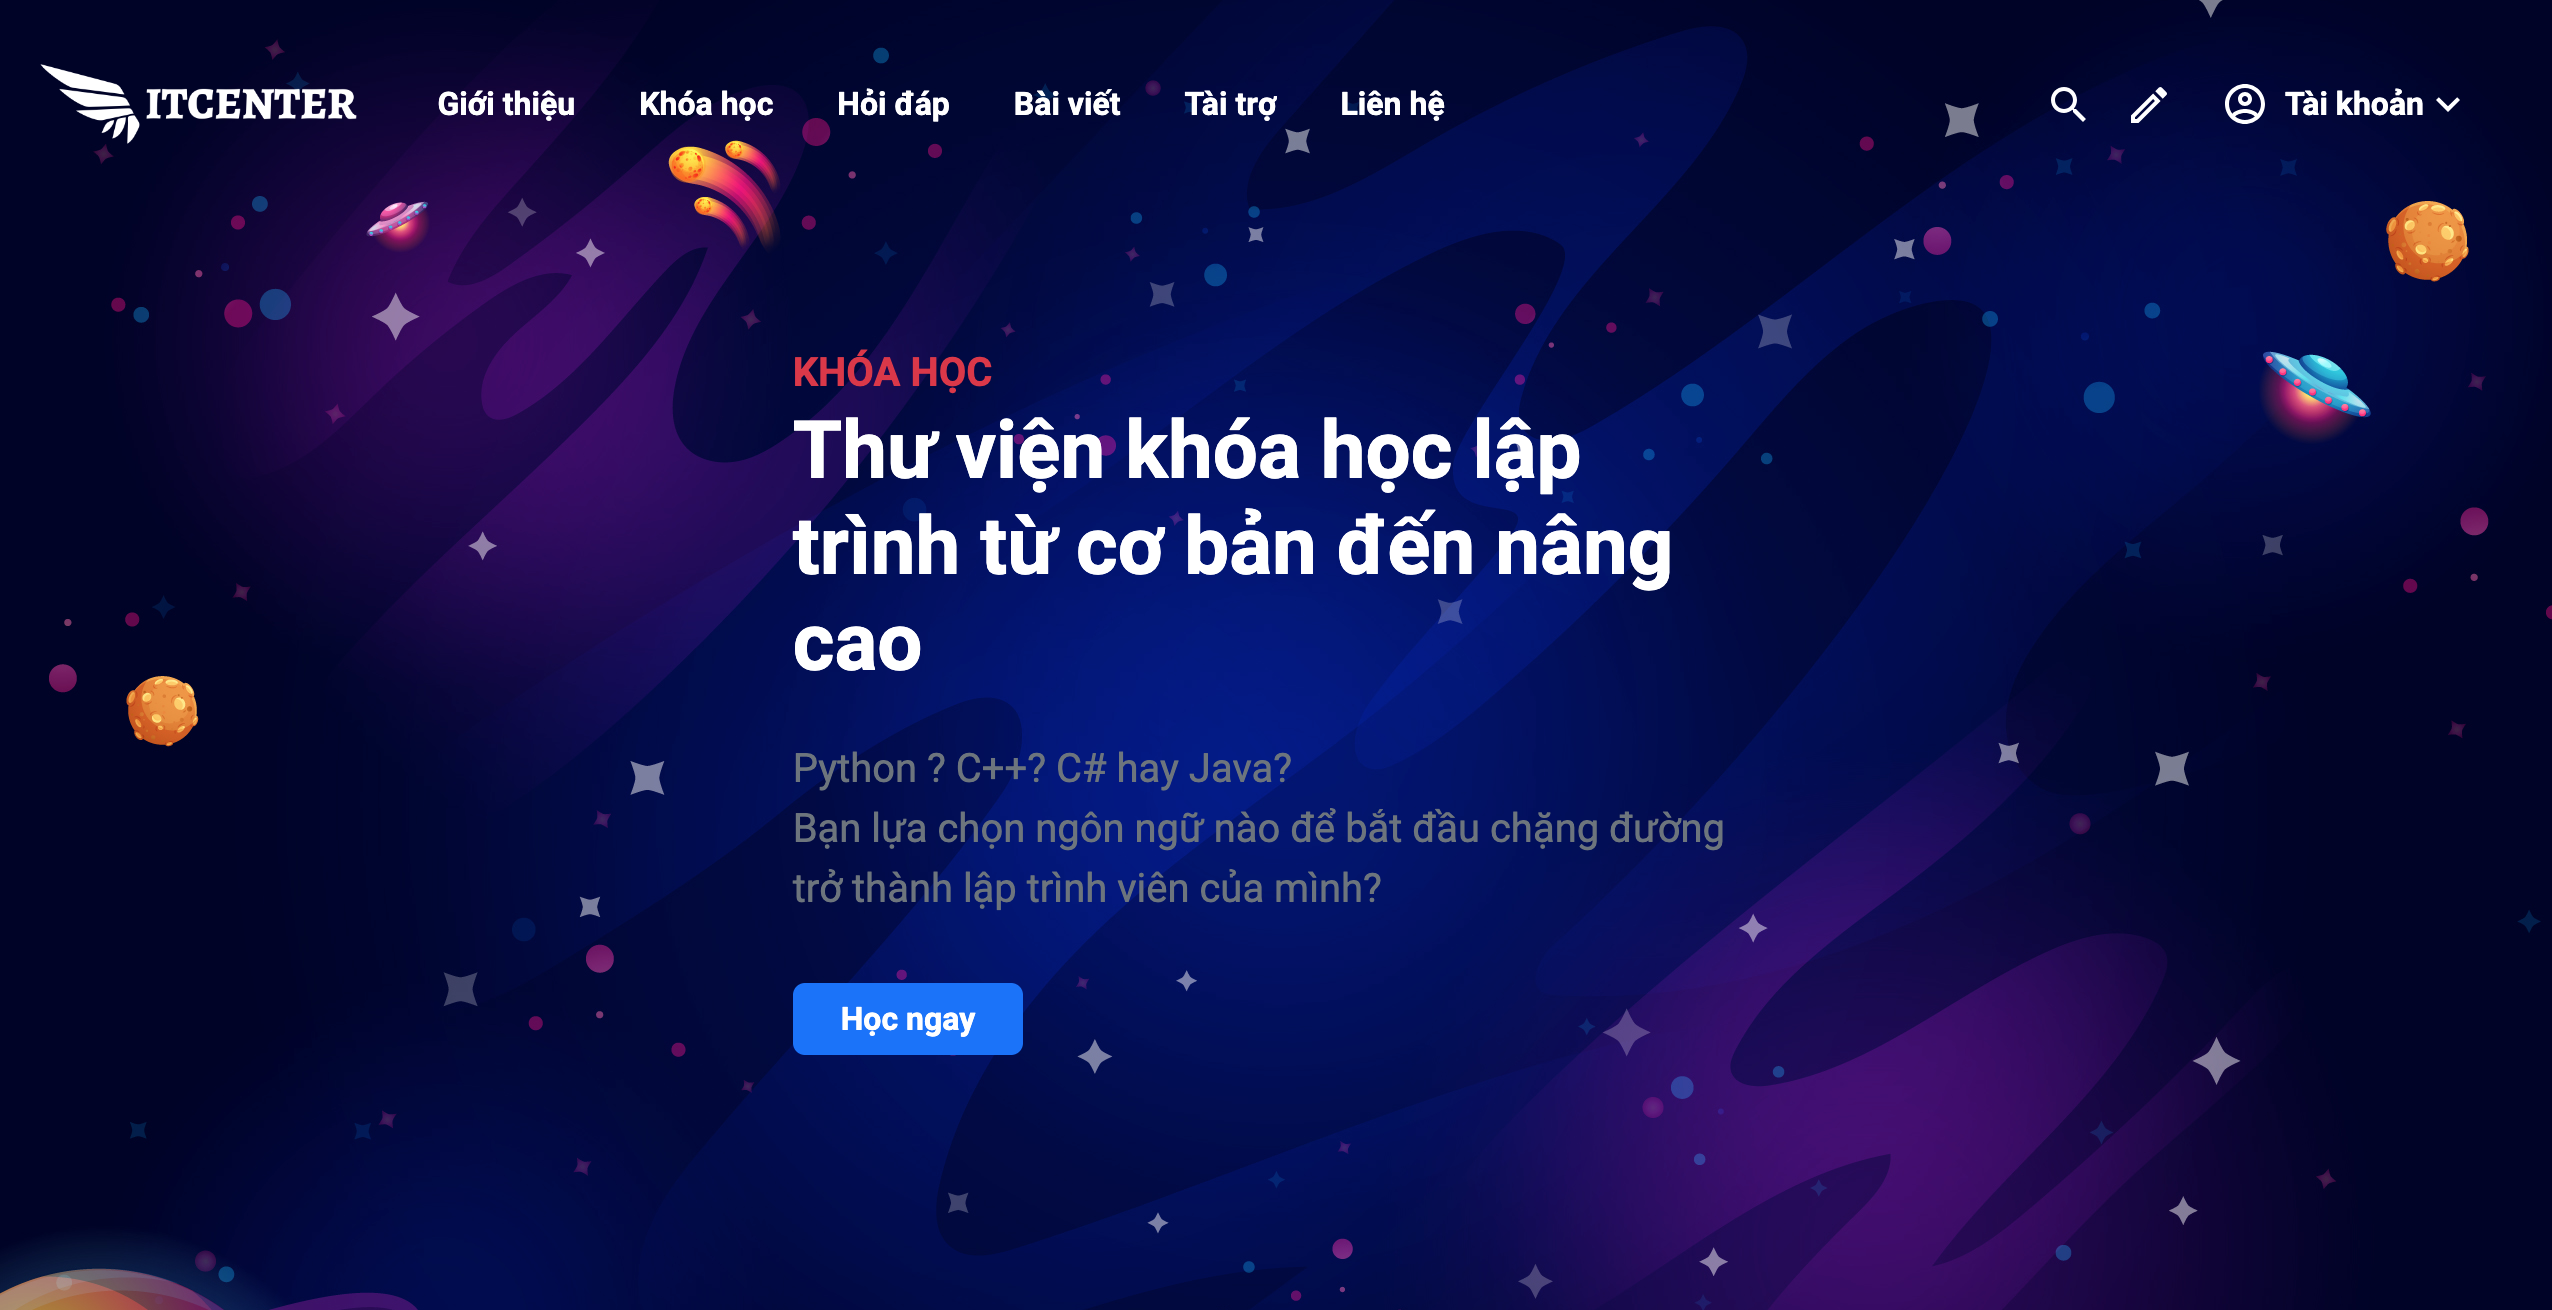 ITCENTER
Giới thiệu
Khóa học
Hỏi đáp
Bài viết
Tài trợ
Liên hệ
Tài khoản
KHÓA HỌC
Thư viện khóa học lập
trình từ cơ bản đến nâng
cao
Python ? C++? C# hay Java?
Bạn lựa chọn ngôn ngữ nào để bắt đầu chặng đường
trở thành lập trình viên của mình?
Học ngay